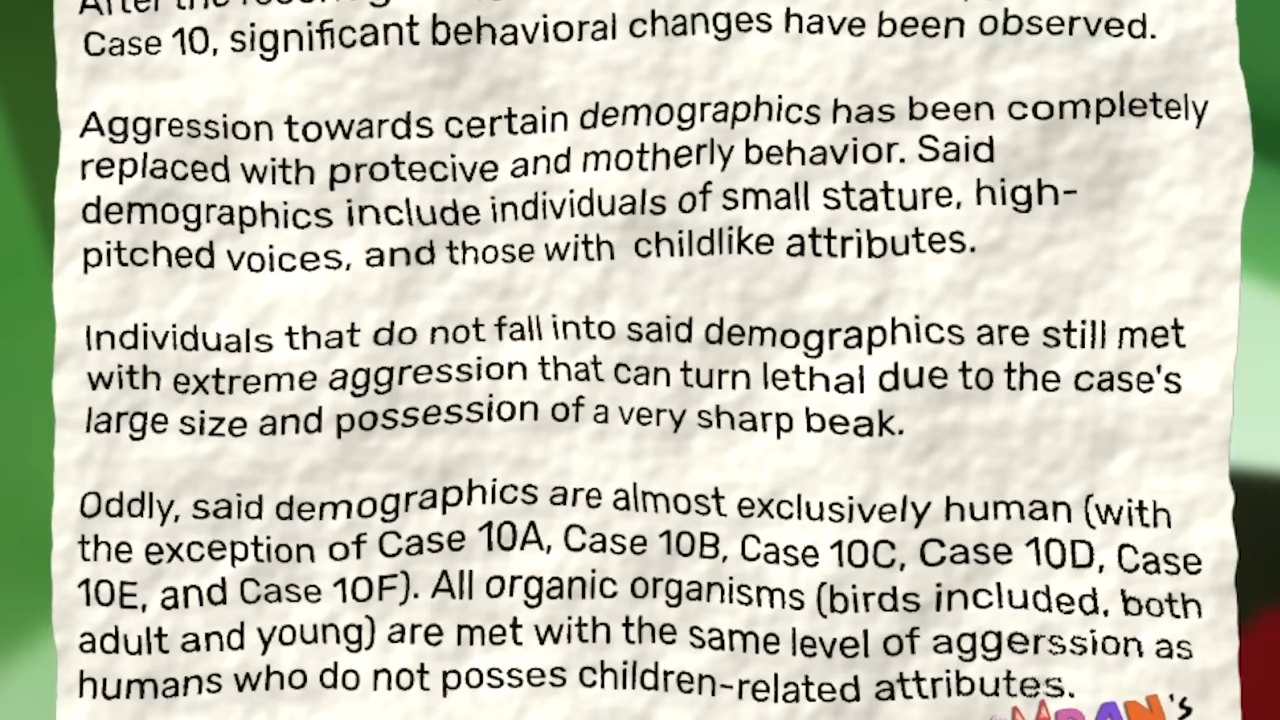 After the
Case 10, significant behavioral changes have been observed.
Aggression towards certain demographics has been completely
replaced with protecive and motherly behavior. Said
demographics include individuals of small stature, high-
pitched voices, and those with childlike attributes.
Individuals that do not fall into said demographics are still met
with extreme aggression that can turn lethal due to the case's
large size and possession of a very sharp beak.
Oddly, said demographics are almost exclusively human (with
the exception of Case 10A, Case 10B, Case 10C, Case 10D, Case
10E, and Case 10F). All organic organisms (birds included, both
adult and young) are met with the same level of aggerssion as
humans who do not posses children-related attributes.